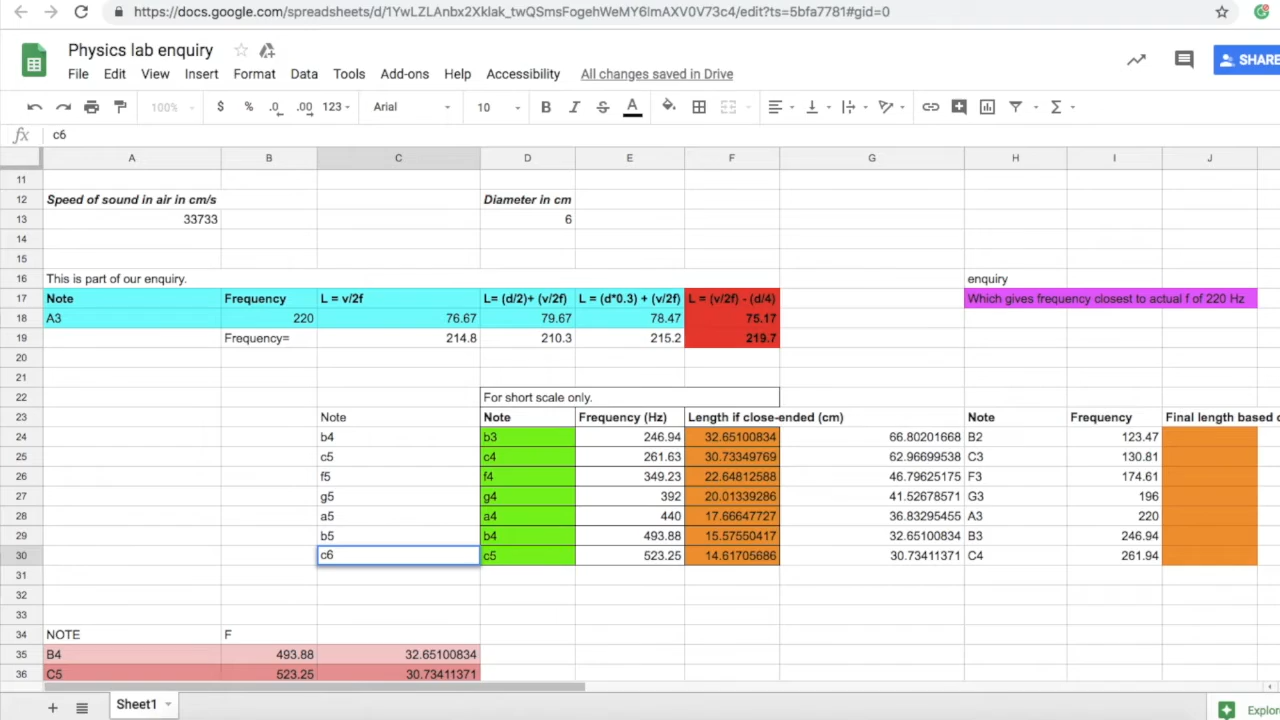 https://docs.google.com/spreadsheets/d/1YwLZLAnbx2Xklak_twQSmsFogehWeMY6ImAXV0V73c4/edit?ts=5bfa7781#gid=0
Physics lab enquiry
File Edit View Insert Format Data Tools Add-ons Help Accessibility All changes saved in Drive
SHARE
100% $ % .0 .00 123 Arial 10 B I S A Σ
fx c6
A B C D E F G H I J
11
12 Speed of sound in air in cm/s Diameter in cm
13 33733 6
14
15
16 This is part of our enquiry. enquiry
17 Note Frequency L = v/2f L= (d/2)+ (v/2f) L = (d*0.3) + (v/2f) L = (v/2f) - (d/4) Which gives frequency closest to actual f of 220 Hz
18 A3 220 76.67 79.67 78.47 75.17
19 Frequency= 214.8 210.3 215.2 219.7
20
21
22 For short scale only.
23 Note Note Frequency (Hz) Length if close-ended (cm) Note Frequency Final length based
24 b4 b3 246.94 32.65100834 66.80201668 B2 123.47
25 c5 c4 261.63 30.73349769 62.96699538 C3 130.81
26 f5 f4 349.23 22.64812588 46.79625175 F3 174.61
27 g5 g4 392 20.01339286 41.52678571 G3 196
28 a5 a4 440 17.66647727 36.83295455 A3 220
29 b5 b4 493.88 15.57550417 32.65100834 B3 246.94
30 c6 c5 523.25 14.61705686 30.73411371 C4 261.94
31
32
33
34 NOTE F
35 B4 493.88 32.65100834
36 C5 523.25 30.73411371
+ Sheet1 Explor